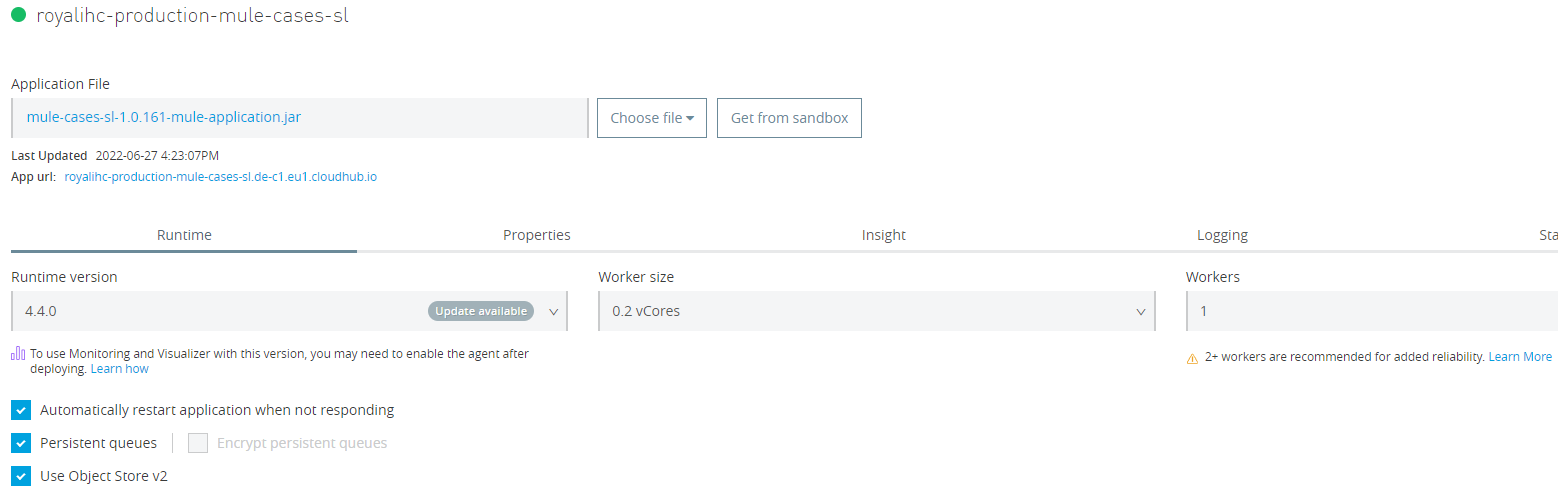 royalihc-production-mule-cases-sl
Application File
mule-cases-sl-1.0.161-mule-application.jar
Choose file
Get from sandbox
Last Updated 2022-06-27 4:23:07PM
App url: royalihc-production-mule-cases-sl.de-c1.eu1.cloudhub.io
Runtime
Properties
Insight
Logging
Sta
Runtime version
Worker size
Workers
4.4.0
Update available
0.2 vCores
1
To use Monitoring and Visualizer with this version, you may need to enable the agent after
deploying. Learn how
2+ workers are recommended for added reliability. Learn More
Automatically restart application when not responding
Persistent queues
Encrypt persistent queues
Use Object Store v2